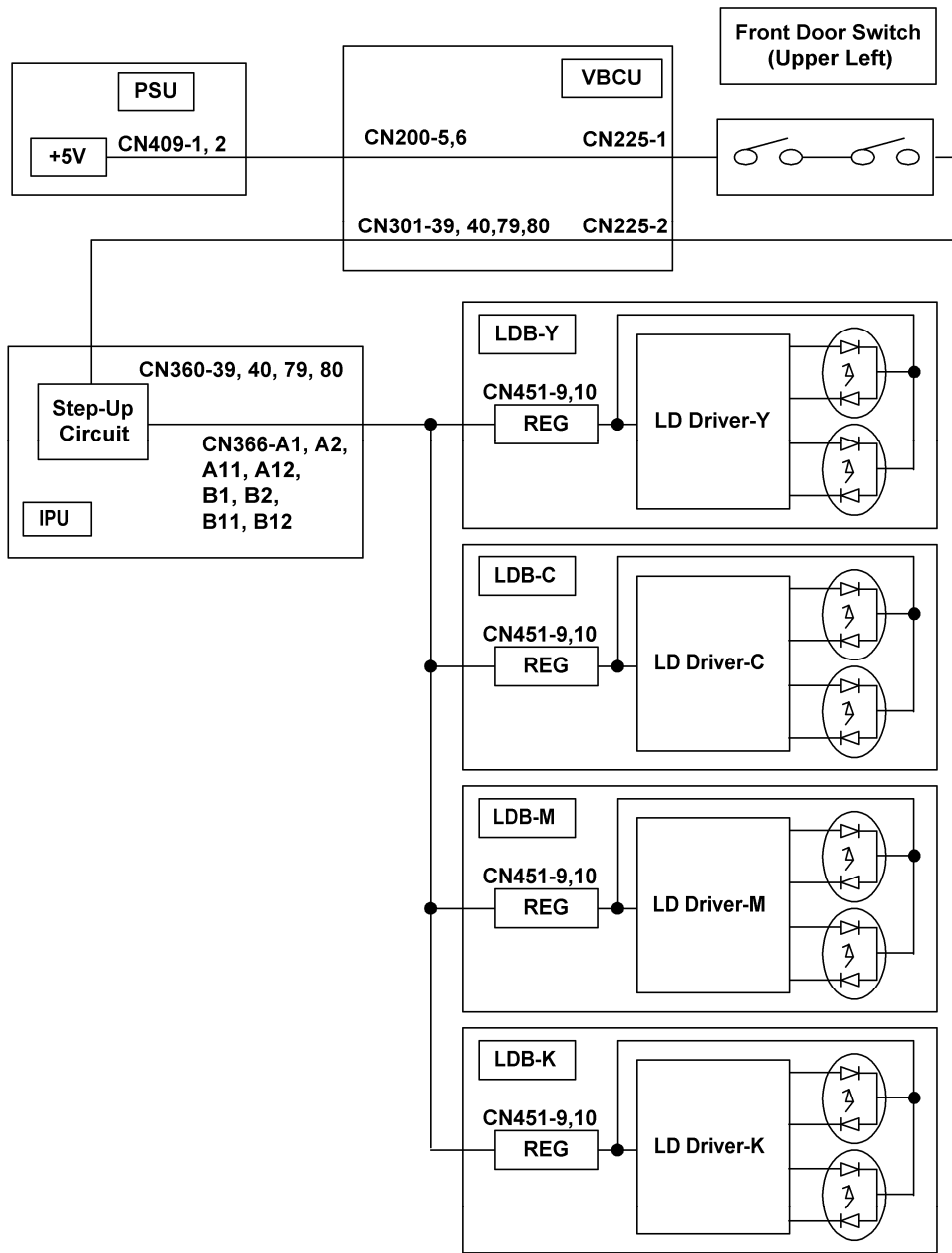 Front Door Switch
(Upper Left)
PSU
VBCU
+5V
CN409-1, 2
CN200-5,6
CN225-1
CN301-39, 40,79,80
CN225-2
LDB-Y
CN360-39, 40, 79, 80
CN451-9,10
Step-Up
Circuit
REG
LD Driver-Y
CN366-A1, A2,
A11, A12,
B1, B2,
B11, B12
IPU
LDB-C
CN451-9,10
REG
LD Driver-C
LDB-M
CN451-9,10
REG
LD Driver-M
LDB-K
CN451-9,10
REG
LD Driver-K